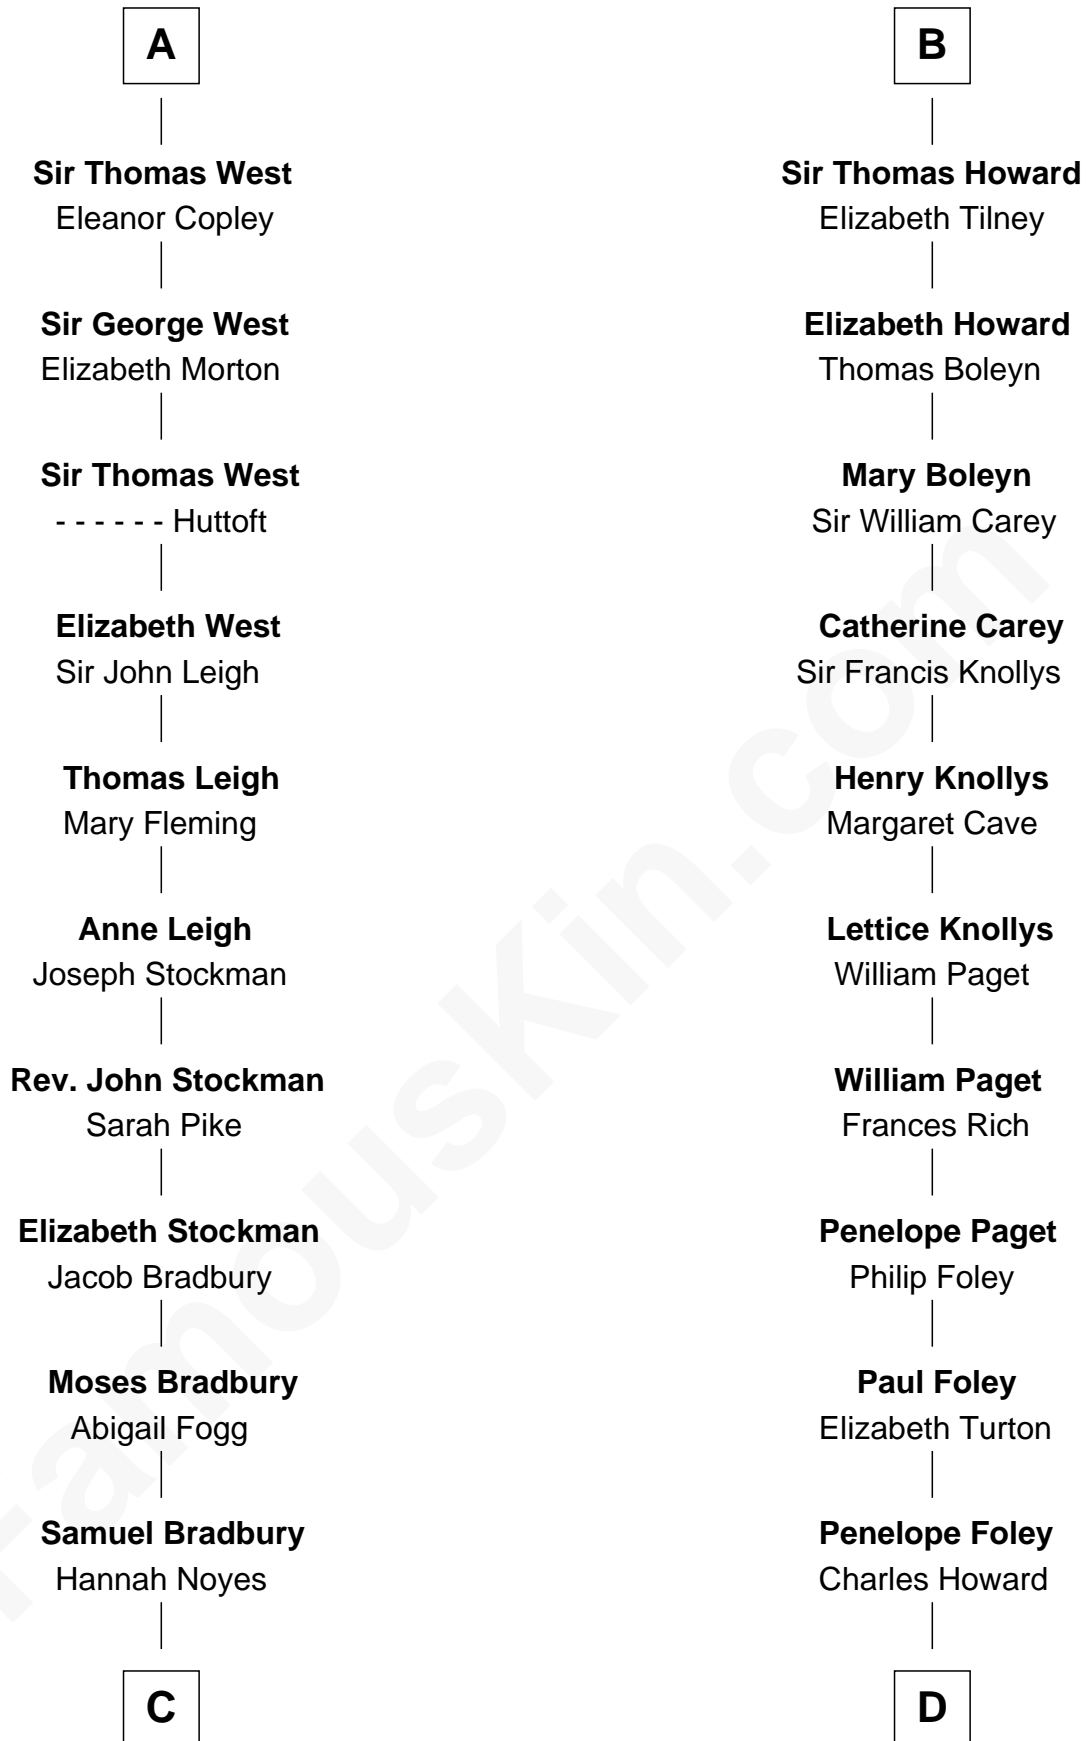 A
Sir Thomas West
Eleanor Copley
Sir George West
Elizabeth Morton
Sir Thomas West
- - - - - - Huttoft
Elizabeth West
Sir John Leigh
Thomas Leigh
Mary Fleming
Anne Leigh
Joseph Stockman
Rev. John Stockman
Sarah Pike
Elizabeth Stockman
Jacob Bradbury
Moses Bradbury
Abigail Fogg
Samuel Bradbury
Hannah Noyes
C
B
Sir Thomas Howard
Elizabeth Tilney
Elizabeth Howard
Thomas Boleyn
Mary Boleyn
Sir William Carey
Catherine Carey
Sir Francis Knollys
Henry Knollys
Margaret Cave
Lettice Knollys
William Paget
William Paget
Frances Rich
Penelope Paget
Philip Foley
Paul Foley
Elizabeth Turton
Penelope Foley
Charles Howard
D
FamousKin.com